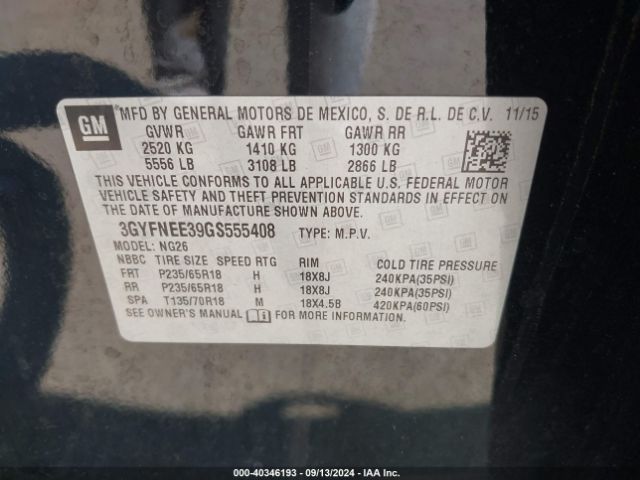 GM
MFD BY GENERAL MOTORS DE MEXICO, S. DE R.L. DE C.V. 11/15
GVWR GAWR FRT GAWR RR
2520 KG 1410 KG 1300 KG
5556 LB 3108 LB 2866 LB
THIS VEHICLE CONFORMS TO ALL APPLICABLE U.S. FEDERAL MOTOR
VEHICLE SAFETY AND THEFT PREVENTION STANDARDS IN EFFECT ON
THE DATE OF MANUFACTURE SHOWN ABOVE.
3GYFNEE39GS555408 TYPE: M.P.V.
MODEL: NG26
NBBC TIRE SIZE SPEED RTG RIM COLD TIRE PRESSURE
FRT P235/65R18 H 18X8J 240KPA(35PSI)
RR P235/65R18 H 18X8J 240KPA(35PSI)
SPA T135/70R18 M 18X4.5B 420KPA(60PSI)
SEE OWNER'S MANUAL FOR MORE INFORMATION.
000-40346193 - 09/13/2024 - IAA Inc.